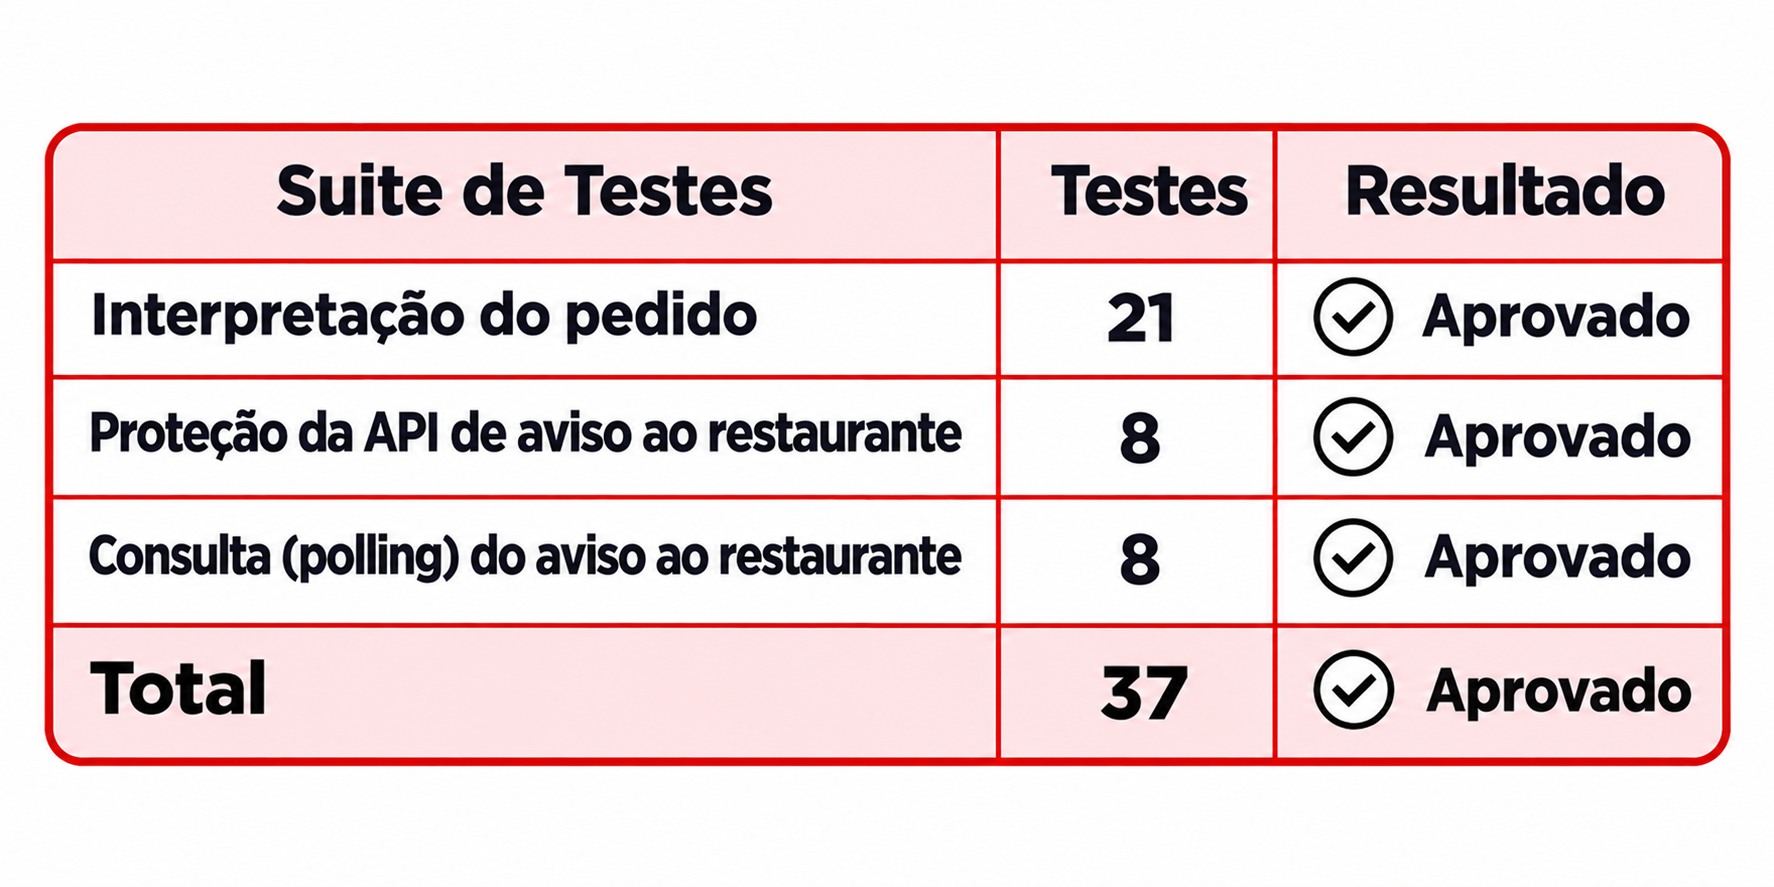 Suite de Testes Testes Resultado
Interpretação do pedido 21 Aprovado
Proteção da API de aviso ao restaurante 8 Aprovado
Consulta (polling) do aviso ao restaurante 8 Aprovado
Total 37 Aprovado